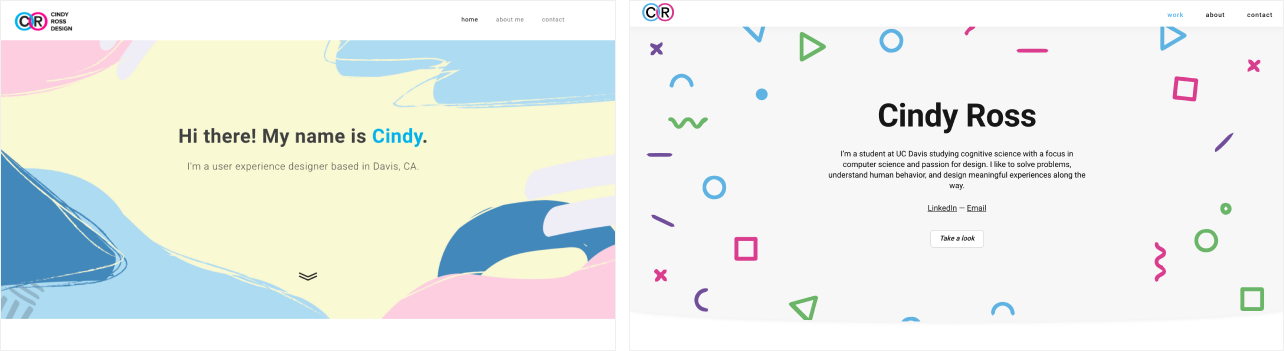 CR CINDY
ROSS
DESIGN
home about me contact
Hi there! My name is Cindy.
I'm a user experience designer based in Davis, CA.
CR
work about contact
Cindy Ross
I'm a student at UC Davis studying cognitive science with a focus in
computer science and passion for design. I like to solve problems,
understand human behavior, and design meaningful experiences along the
way.
LinkedIn — Email
Take a look